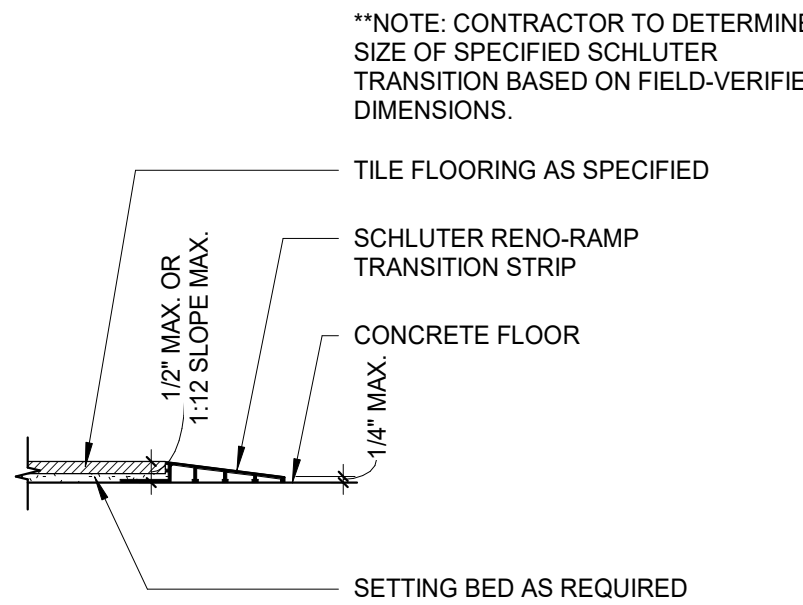 **NOTE: CONTRACTOR TO DETERMINE
SIZE OF SPECIFIED SCHLUTER
TRANSITION BASED ON FIELD-VERIFIE
DIMENSIONS.
TILE FLOORING AS SPECIFIED
SCHLUTER RENO-RAMP
TRANSITION STRIP
1/2" MAX. OR
1:12 SLOPE MAX.
CONCRETE FLOOR
1/4" MAX.
SETTING BED AS REQUIRED